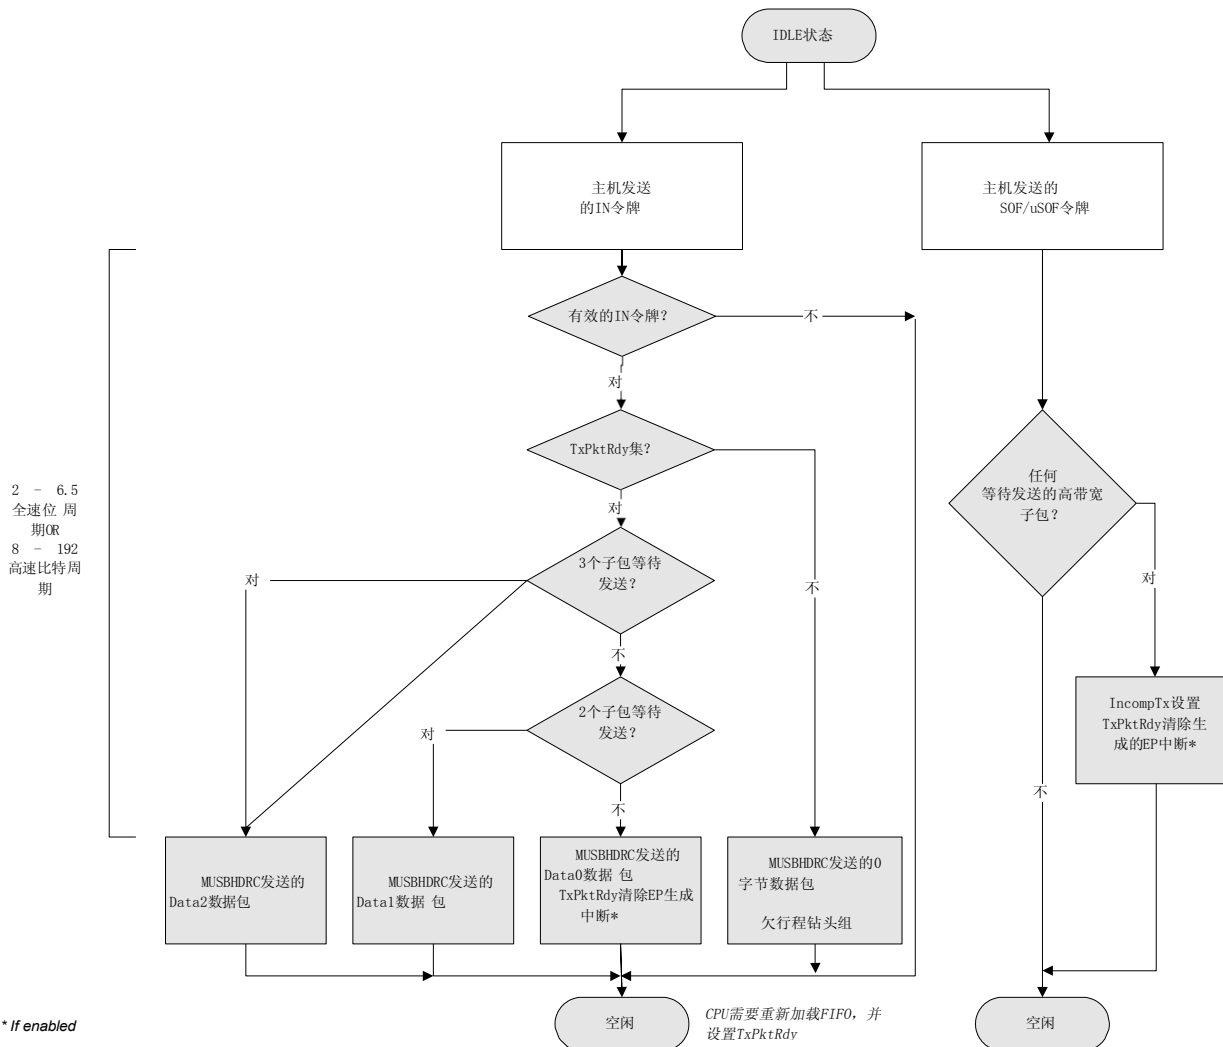 IDLE状态
主机发送
的IN令牌
主机发送的
SOF/uSOF令牌
有效的IN令牌?
不
对
TxPktRdy集?
对
不
任何
等待发送的高带宽
子包?
对
不
2 - 6.5
全速位 周
期OR
8 - 192
高速比特周
期
3个子包等待
发送?
对
不
2个子包等待
发送?
对
不
IncompTx设置
TxPktRdy清除生
成的EP中断*
MUSBHDRC发送的
Data2数据包
MUSBHDRC发送的
Data1数据 包
MUSBHDRC发送的
Data0数据 包
TxPktRdy清除EP生成
中断*
MUSBHDRC发送的0
字节数据包
欠行程钻头组
空闲
CPU需要重新加载FIFO，并
设置TxPktRdy
空闲
* If enabled